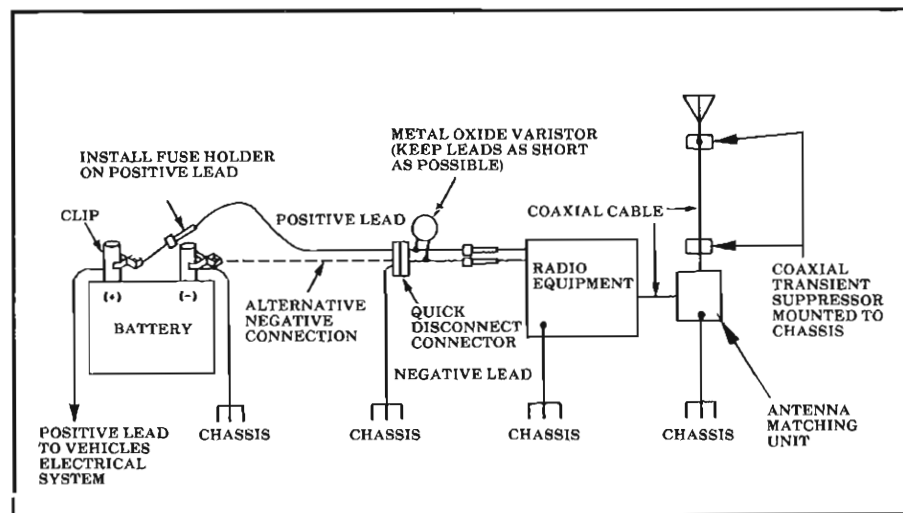 METAL OXIDE VARISTOR
(KEEP LEADS AS SHORT
AS POSSIBLE)
INSTALL FUSE HOLDER
ON POSITIVE LEAD
CLIP
POSITIVE LEAD
COAXIAL CABLE
(+)
(-)
BATTERY
ALTERNATIVE
NEGATIVE
CONNECTION
QUICK
DISCONNECT
CONNECTOR
RADIO
EQUIPMENT
COAXIAL
TRANSIENT
SUPPRESSOR
MOUNTED TO
CHASSIS
NEGATIVE LEAD
POSITIVE LEAD
TO VEHICLES
ELECTRICAL
SYSTEM
CHASSIS
CHASSIS
CHASSIS
CHASSIS
ANTENNA
MATCHING
UNIT